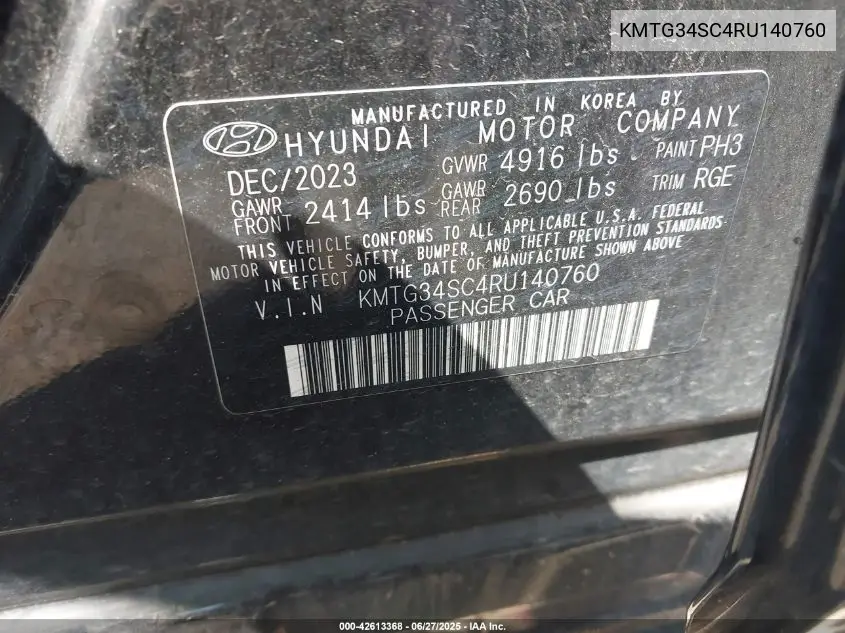 KMTG34SC4RU140760
MANUFACTURED IN KOREA BY
HYUNDAI MOTOR COMPANY
DEC/2023 GVWR 4916 lbs PAINT PH3
GAWR FRONT 2414 lbs GAWR REAR 2690 lbs TRIM RGE
THIS VEHICLE CONFORMS TO ALL APPLICABLE U.S.A. FEDERAL
MOTOR VEHICLE SAFETY, BUMPER, AND THEFT PREVENTION STANDARDS
IN EFFECT ON THE DATE OF MANUFACTURE SHOWN ABOVE
V.I.N KMTG34SC4RU140760
PASSENGER CAR
000-42613368 - 06/27/2025 - IAA Inc.